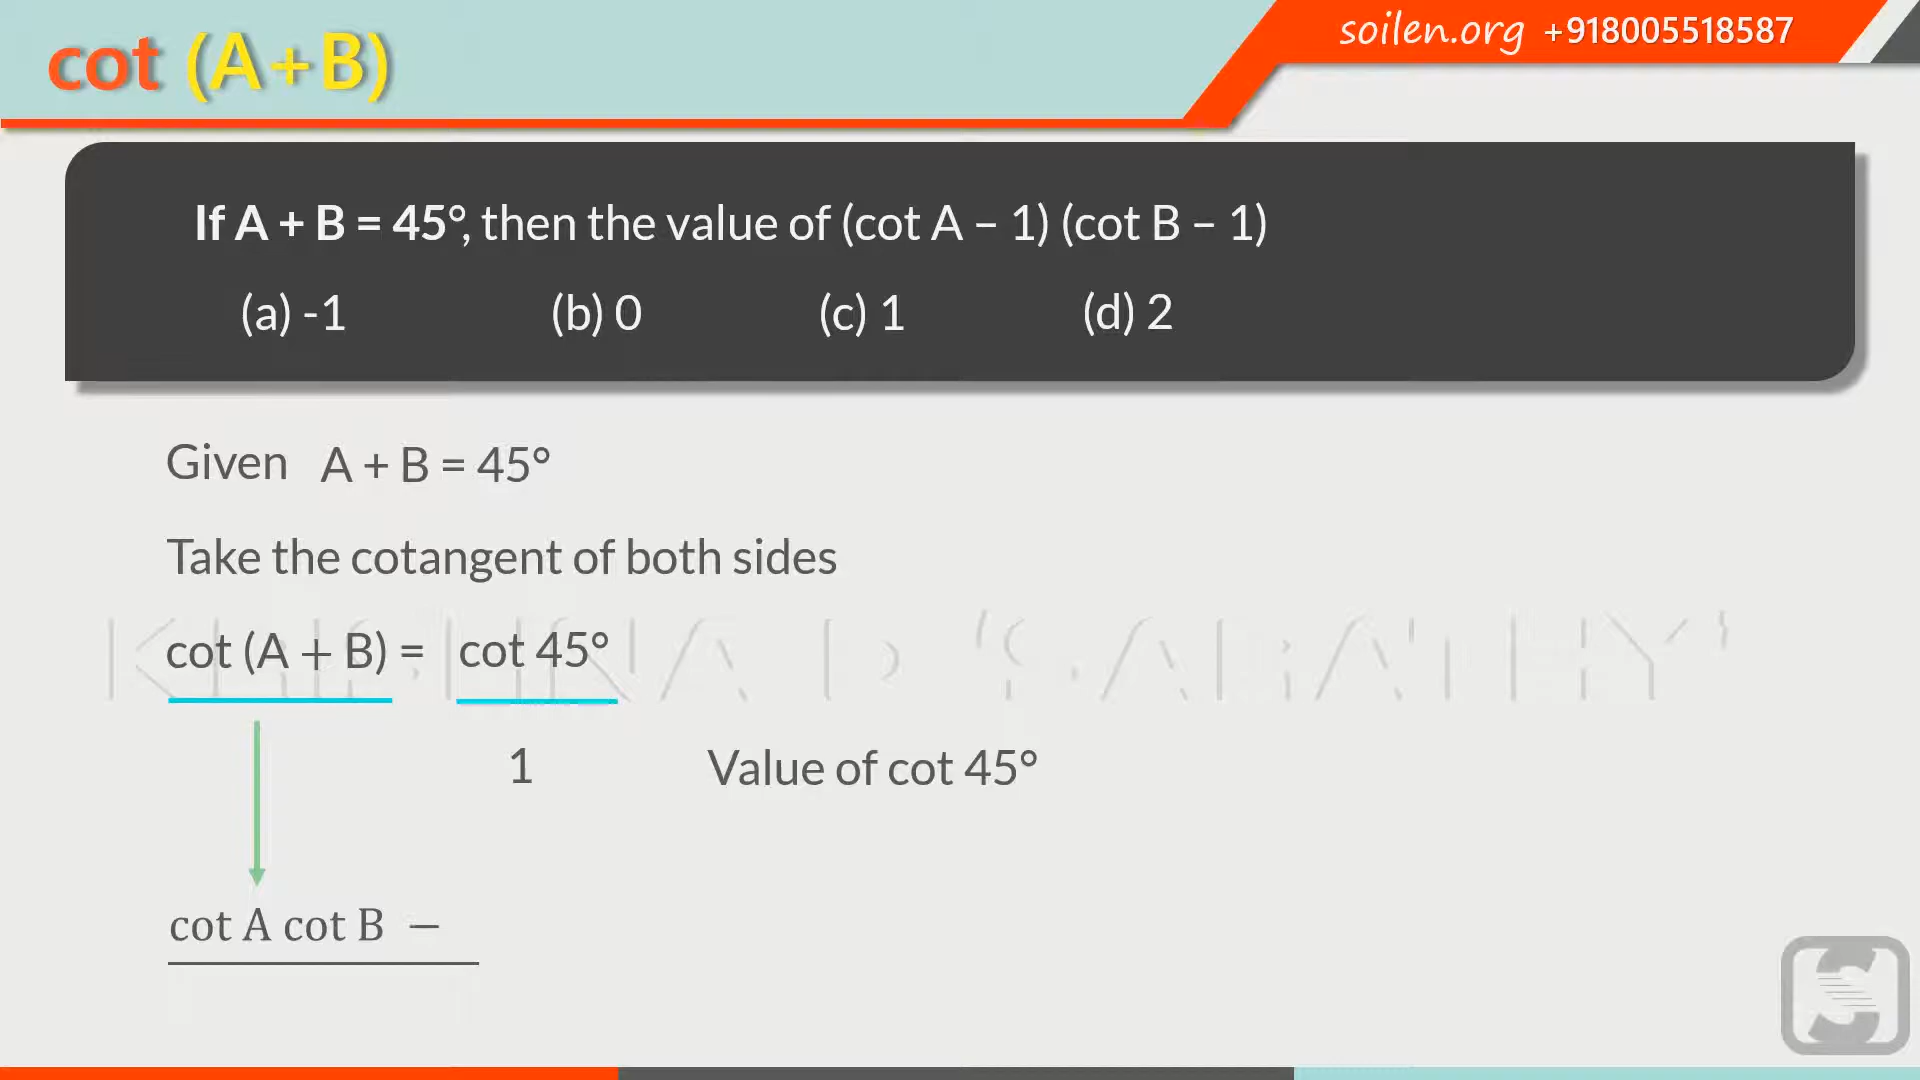 cot (A+B)
soilen.org +918005518587
If A + B = 45°, then the value of (cot A – 1) (cot B – 1)
(a) -1 (b) 0 (c) 1 (d) 2
Given A + B = 45°
Take the cotangent of both sides
cot (A + B) = cot 45°
1 Value of cot 45°
cot A cot B −